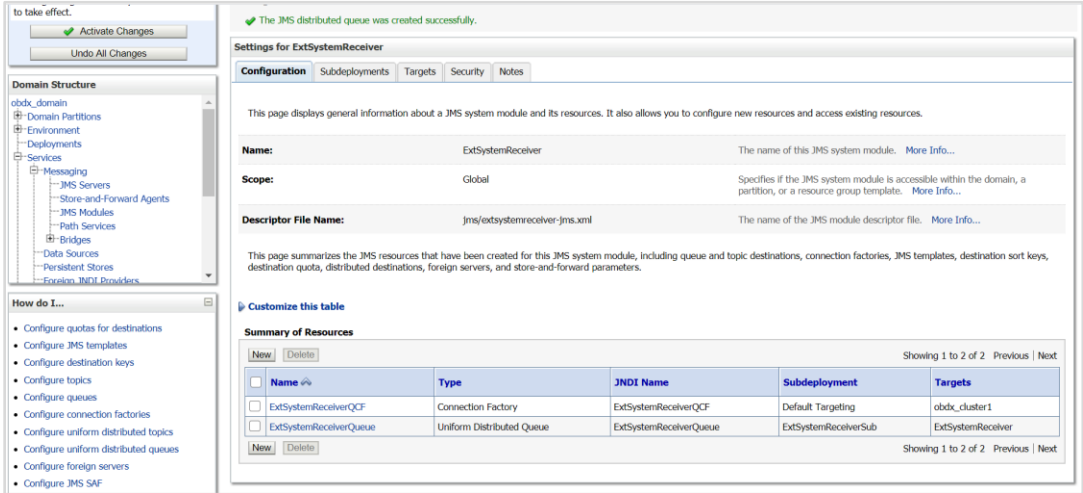 to take effect.
Activate Changes
Undo All Changes
Domain Structure
obdx_domain
Domain Partitions
Environment
Deployments
Services
Messaging
JMS Servers
Store-and-Forward Agents
JMS Modules
Path Services
Bridges
Data Sources
Persistent Stores
Foreign JNDI Providers
How do I...
• Configure quotas for destinations
• Configure JMS templates
• Configure destination keys
• Configure topics
• Configure queues
• Configure connection factories
• Configure uniform distributed topics
• Configure uniform distributed queues
• Configure foreign servers
• Configure JMS SAF
The JMS distributed queue was created successfully.
Settings for ExtSystemReceiver
Configuration Subdeployments Targets Security Notes
This page displays general information about a JMS system module and its resources. It also allows you to configure new resources and access existing resources.
Name: ExtSystemReceiver The name of this JMS system module. More Info...
Scope: Global Specifies if the JMS system module is accessible within the domain, a
partition, or a resource group template. More Info...
Descriptor File Name: jms/extsystemreceiver-jms.xml The name of the JMS module descriptor file. More Info...
This page summarizes the JMS resources that have been created for this JMS system module, including queue and topic destinations, connection factories, JMS templates, destination sort keys,
destination quota, distributed destinations, foreign servers, and store-and-forward parameters.
Customize this table
Summary of Resources
New Delete Showing 1 to 2 of 2 Previous | Next
Name Type JNDI Name Subdeployment Targets
ExtSystemReceiverQCF Connection Factory ExtSystemReceiverQCF Default Targeting obdx_cluster1
ExtSystemReceiverQueue Uniform Distributed Queue ExtSystemReceiverQueue ExtSystemReceiverSub ExtSystemReceiver
New Delete Showing 1 to 2 of 2 Previous | Next